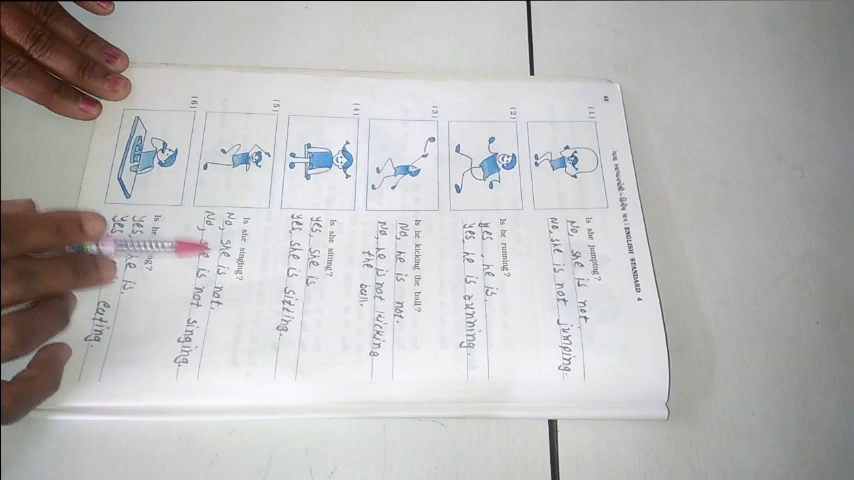 62
ENGLISH STANDARD 4
(1)
Is she jumping?
No, she is not.
No, she is not jumping.
(2)
Is he running?
yes, he is.
yes he is running.
(3)
Is he kicking the ball?
No, he is not.
No, he is not kicking
the ball.
(4)
Is she sitting?
yes, she is.
yes, she is sitting.
(5)
Is she singing?
No, she is not.
No, she is not singing.
(6)
Is he
yes, he is.
yes eating.